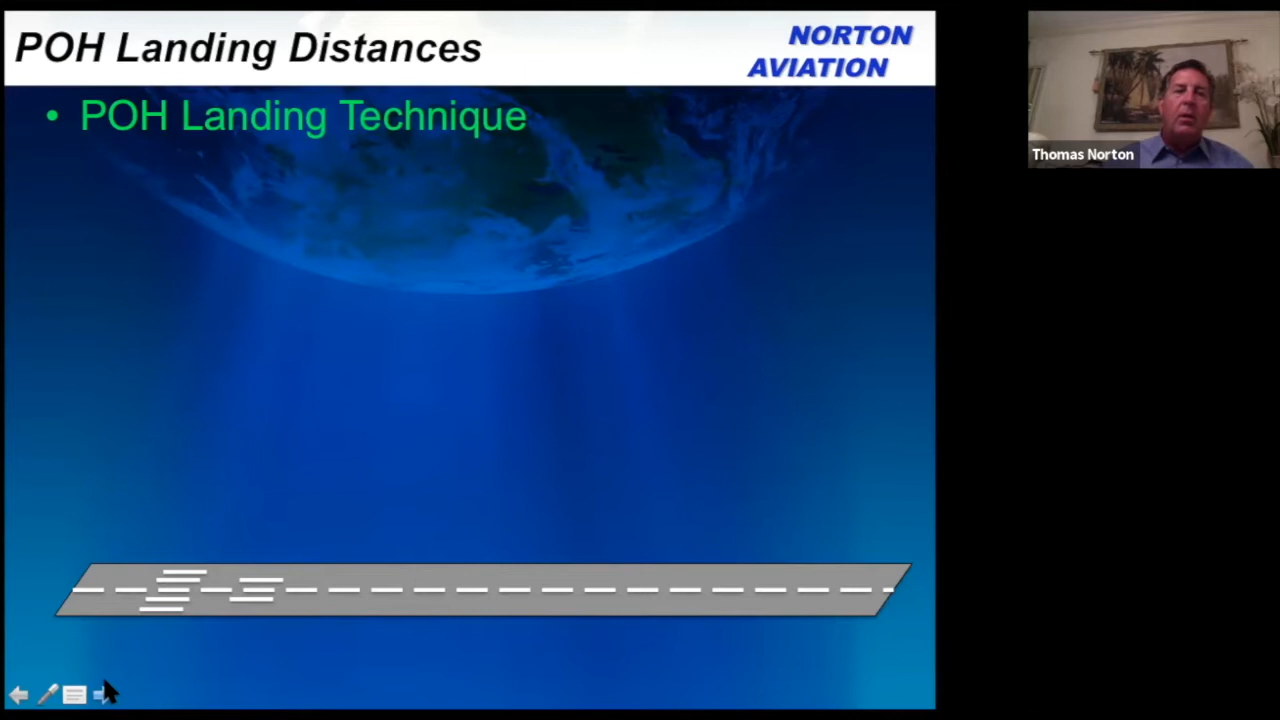 POH Landing Distances
NORTON
AVIATION
• POH Landing Technique
Thomas Norton